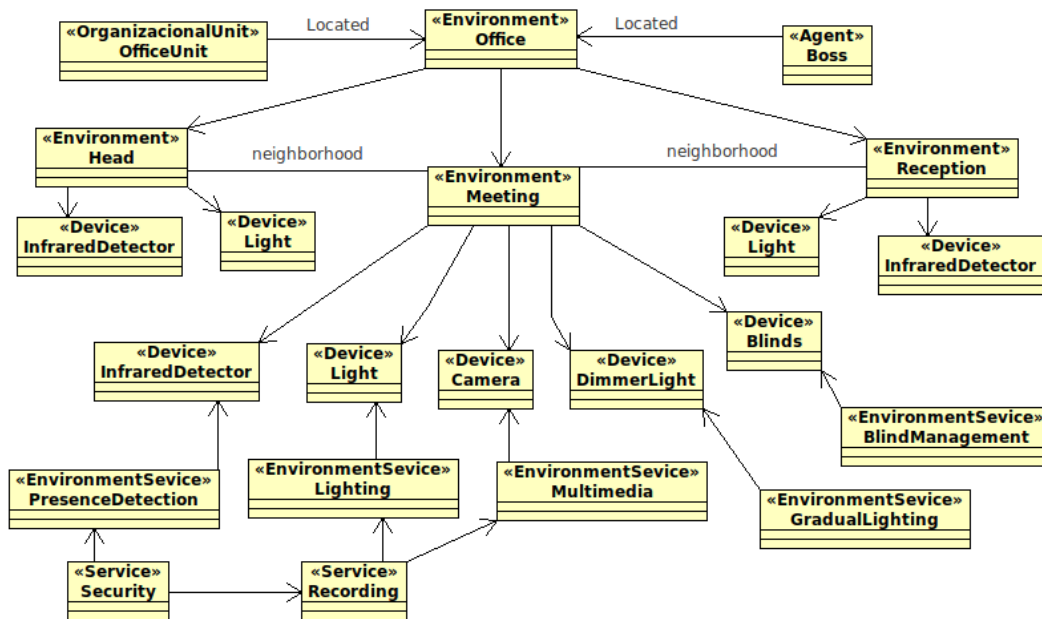 «OrganizacionalUnit»
OfficeUnit
Located
«Environment»
Office
Located
«Agent»
Boss
«Environment»
Head
neighborhood
«Environment»
Meeting
neighborhood
«Environment»
Reception
«Device»
InfraredDetector
«Device»
Light
«Device»
Light
«Device»
InfraredDetector
«Device»
InfraredDetector
«Device»
Light
«Device»
Camera
«Device»
DimmerLight
«Device»
Blinds
«EnvironmentSevice»
BlindManagement
«EnvironmentSevice»
PresenceDetection
«EnvironmentSevice»
Lighting
«EnvironmentSevice»
Multimedia
«EnvironmentSevice»
GradualLighting
«Service»
Security
«Service»
Recording